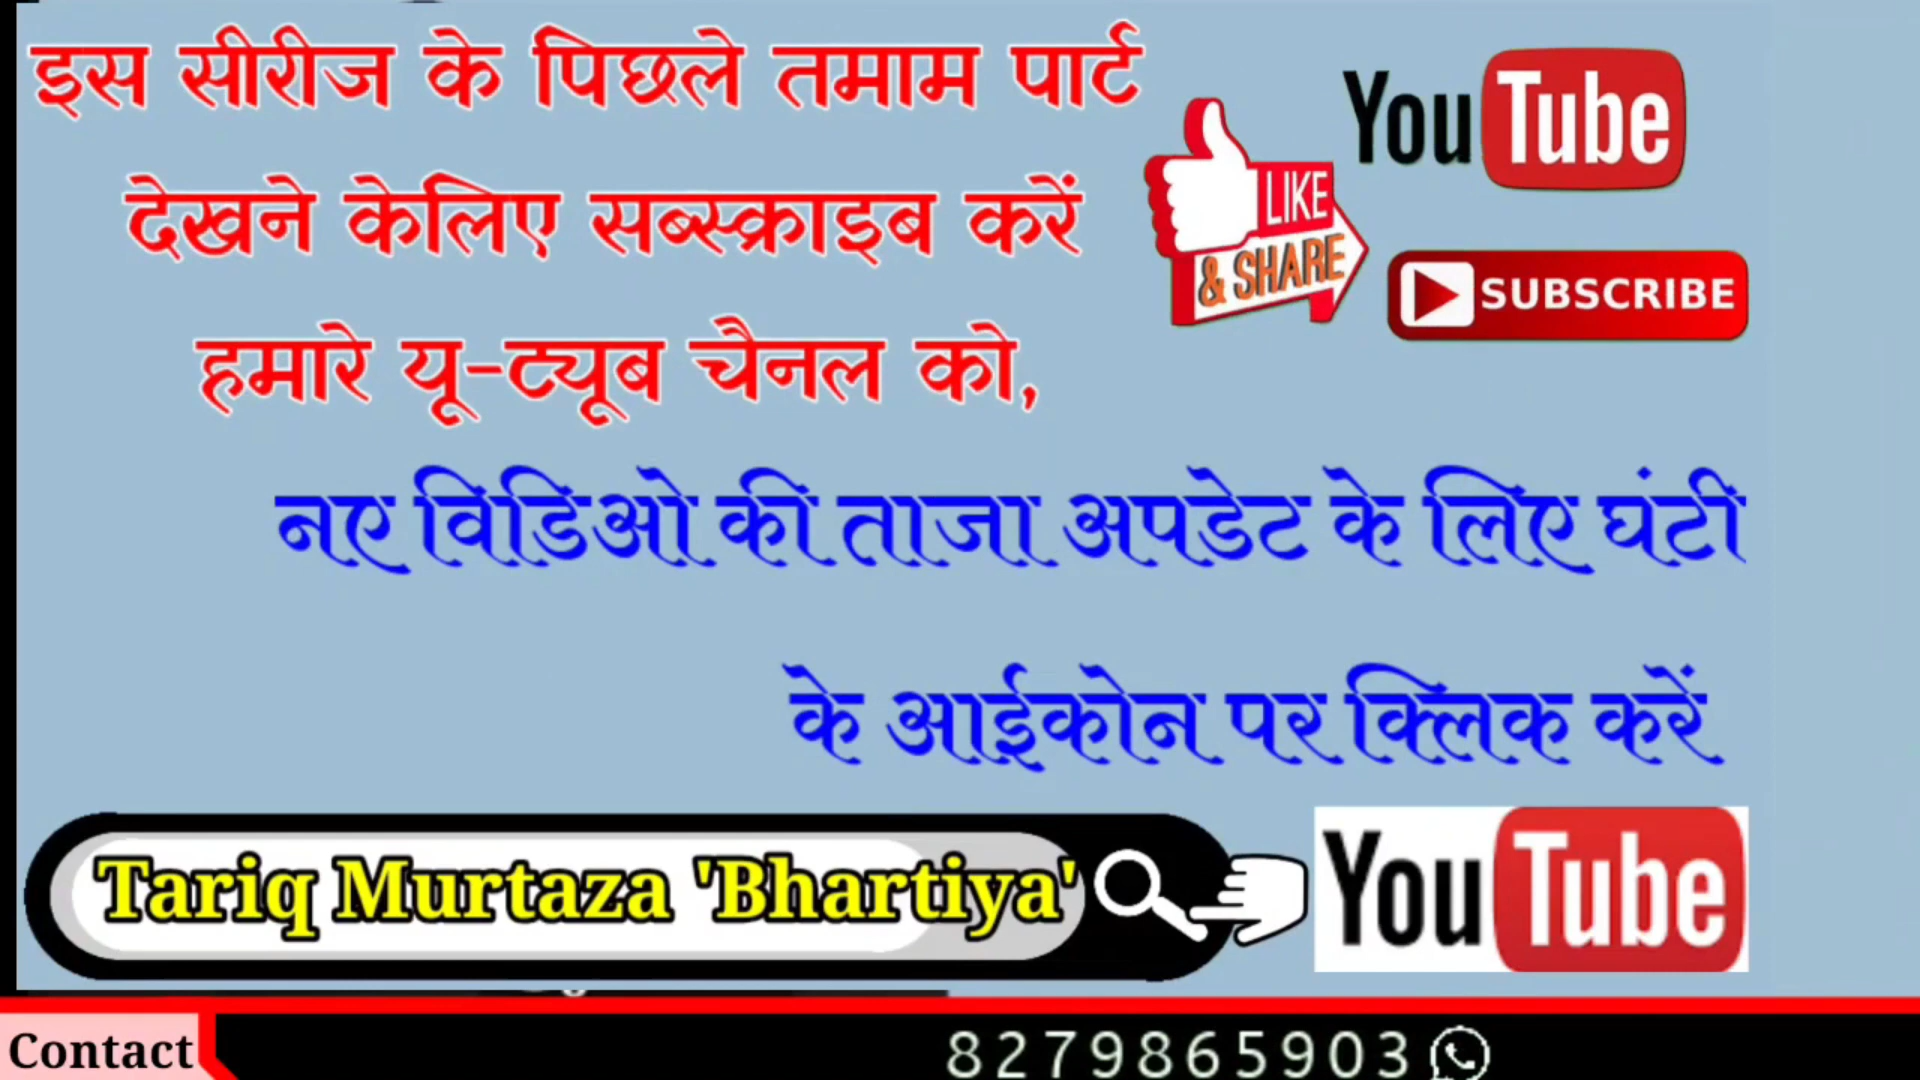 इस सीरीज के पिछले तमाम पार्ट
देखने केलिए सब्स्क्राइब करें
हमारे यू-ट्यूब चैनल को,
YouTube
LIKE
& SHARE
SUBSCRIBE
नए विडिओ की ताजा अपडेट के लिए घंटी
के आईकोन पर क्लिक करें
Tariq Murtaza 'Bhartiya'
YouTube
Contact
8279865903